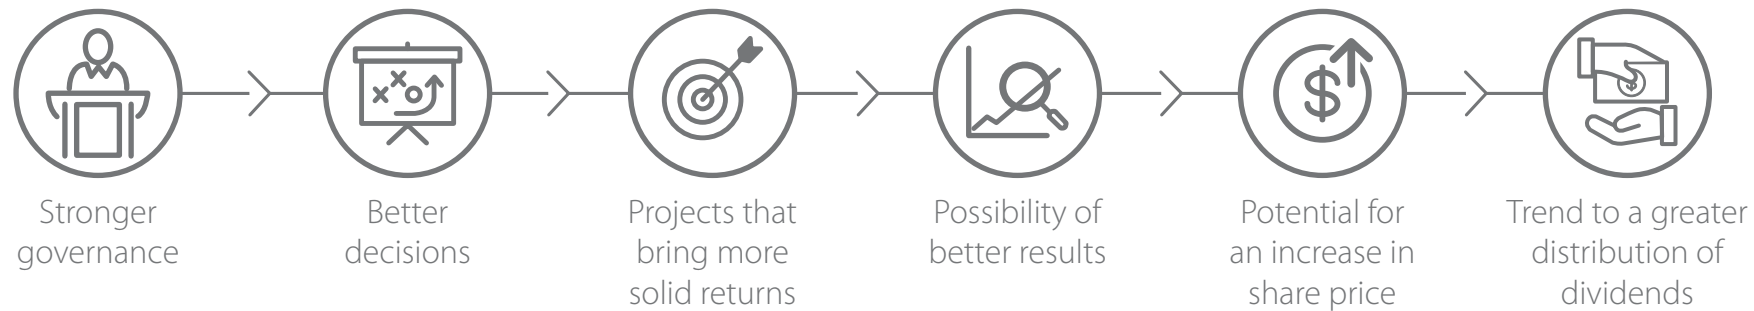 Stronger
governance
Better
decisions
Projects that
bring more
solid returns
Possibility of
better results
Potential for
an increase in
share price
Trend to a greater
distribution of
dividends